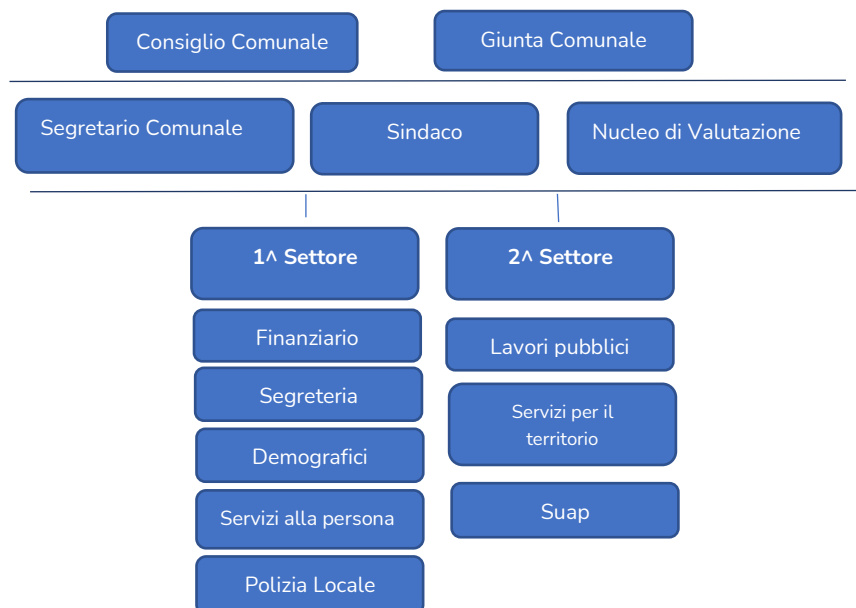 Consiglio Comunale
Giunta Comunale
Segretario Comunale
Sindaco
Nucleo di Valutazione
1^ Settore
2^ Settore
Finanziario
Segreteria
Demografici
Servizi alla persona
Polizia Locale
Lavori pubblici
Servizi per il
territorio
Suap